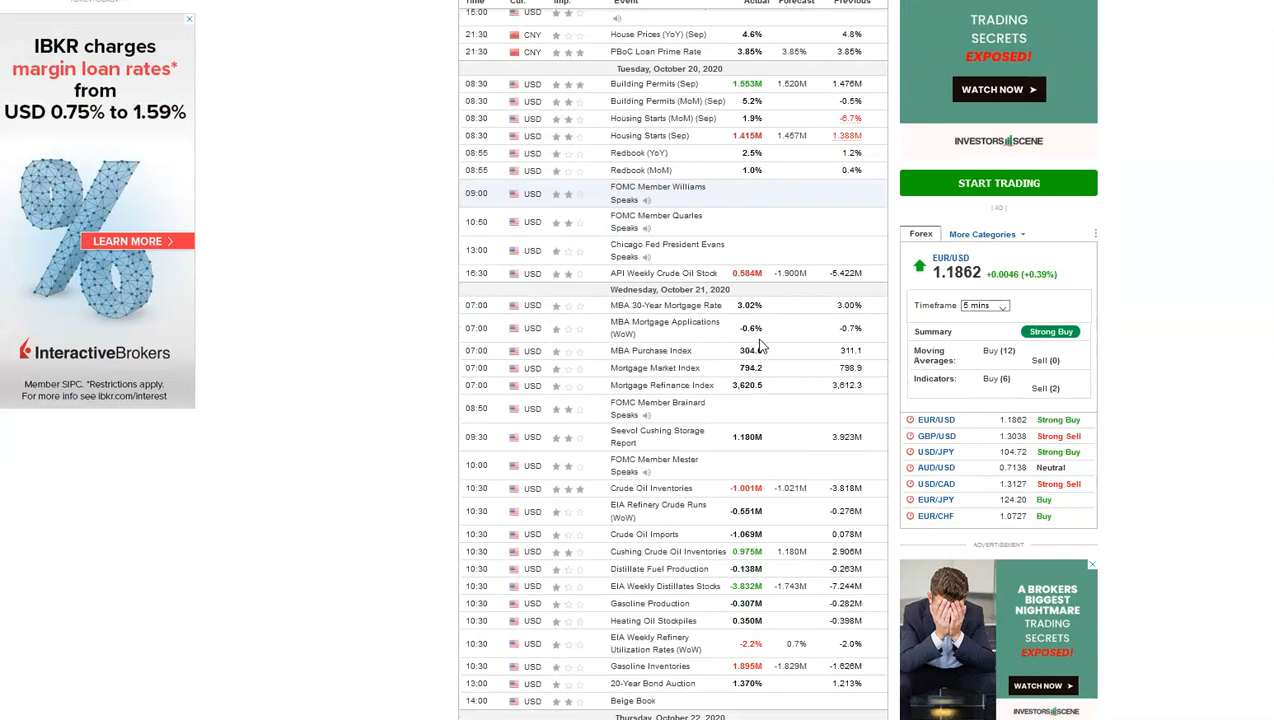 IBKR charges
margin loan rates*
from
USD 0.75% to 1.59%
LEARN MORE
InteractiveBrokers
Member SIPC. *Restrictions apply.
For more info see ibkr.com/interest
Time Cur. Imp. Event Actual Forecast Previous
15:00 USD
21:30 CNY House Prices (YoY) (Sep) 4.6% 4.8%
21:30 CNY PBoC Loan Prime Rate 3.85% 3.85% 3.85%
Tuesday, October 20, 2020
08:30 USD Building Permits (Sep) 1.553M 1.520M 1.476M
08:30 USD Building Permits (MoM) (Sep) 5.2% -0.5%
08:30 USD Housing Starts (MoM) (Sep) 1.9% -6.7%
08:30 USD Housing Starts (Sep) 1.415M 1.457M 1.388M
08:55 USD Redbook (YoY) 2.5% 1.2%
08:55 USD Redbook (MoM) 1.0% 0.4%
09:00 USD FOMC Member Williams
Speaks
10:50 USD FOMC Member Quarles
Speaks
13:00 USD Chicago Fed President Evans
Speaks
16:30 USD API Weekly Crude Oil Stock 0.584M -1.900M -5.422M
Wednesday, October 21, 2020
07:00 USD MBA 30-Year Mortgage Rate 3.02% 3.00%
07:00 USD MBA Mortgage Applications
(WoW) -0.6% -0.7%
07:00 USD MBA Purchase Index 311.1
07:00 USD Mortgage Market Index 794.2 798.9
07:00 USD Mortgage Refinance Index 3,620.5 3,612.3
08:50 USD FOMC Member Brainard
Speaks
09:30 USD Seevol Cushing Storage
Report 1.180M 3.923M
10:00 USD FOMC Member Mester
Speaks
10:30 USD Crude Oil Inventories -1.001M -1.021M -3.818M
10:30 USD EIA Refinery Crude Runs
(WoW) -0.551M -0.276M
10:30 USD Crude Oil Imports -1.069M 0.078M
10:30 USD Cushing Crude Oil Inventories 0.975M 1.180M 2.906M
10:30 USD Distillate Fuel Production -0.138M -0.263M
10:30 USD EIA Weekly Distillates Stocks -3.832M -1.743M -7.244M
10:30 USD Gasoline Production -0.307M -0.282M
10:30 USD Heating Oil Stockpiles 0.350M -0.398M
10:30 USD EIA Weekly Refinery
Utilization Rates (WoW) -2.2% 0.7% -2.0%
10:30 USD Gasoline Inventories 1.895M -1.829M -1.626M
13:00 USD 20-Year Bond Auction 1.370% 1.213%
14:00 USD Beige Book
Thursday, October 22, 2020
TRADING
SECRETS
EXPOSED!
WATCH NOW
INVESTORS SCENE
START TRADING
[ AD ]
Forex More Categories
EUR/USD
1.1862 +0.0046 (+0.39%)
Timeframe 5 mins
Summary Strong Buy
Moving
Averages: Buy (12)
Sell (0)
Indicators: Buy (6)
Sell (2)
EUR/USD 1.1862 Strong Buy
GBP/USD 1.3038 Strong Sell
USD/JPY 104.72 Strong Buy
AUD/USD 0.7138 Neutral
USD/CAD 1.3127 Strong Sell
EUR/JPY 124.20 Buy
EUR/CHF 1.0727 Buy
ADVERTISEMENT
A BROKERS
BIGGEST
NIGHTMARE
TRADING
SECRETS
EXPOSED!
WATCH NOW
INVESTORS SCENE